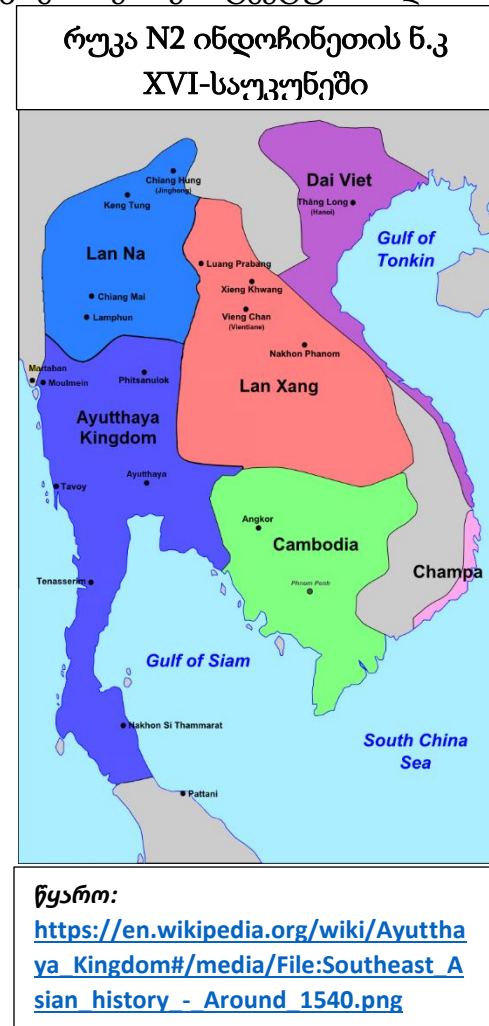 რუკა N2 ინდოჩინეთის ნ.კ
XVI-საუკუნეში
Chiang Hung
(Jinghong)
Keng Tung
Dai Viet
Thăng Long
(Hanoi)
Lan Na
Gulf of
Tonkin
Luang Prabang
Xieng Khwang
Chiang Mai
Lamphun
Vieng Chan
(Vientiane)
Nakhon Phanom
Martaban
Moulmein
Phitsanulok
Lan Xang
Ayutthaya
Kingdom
Ayutthaya
Tavoy
Angkor
Cambodia
Champa
Tenasserim
Phnom Penh
Gulf of Siam
Nakhon Si Thammarat
South China
Sea
Pattani
წყარო:
https://en.wikipedia.org/wiki/Ayuttha
ya_Kingdom#/media/File:Southeast_A
sian_history_-_Around_1540.png